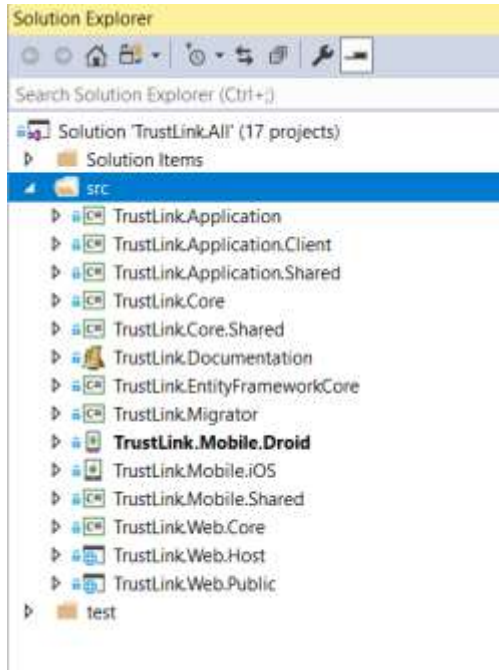 Solution Explorer
Search Solution Explorer (Ctrl+;)
Solution 'TrustLink.All' (17 projects)
Solution Items
src
C# TrustLink.Application
C# TrustLink.Application.Client
C# TrustLink.Application.Shared
C# TrustLink.Core
C# TrustLink.Core.Shared
TrustLink.Documentation
C# TrustLink.EntityFrameworkCore
C# TrustLink.Migrator
TrustLink.Mobile.Droid
TrustLink.Mobile.iOS
C# TrustLink.Mobile.Shared
C# TrustLink.Web.Core
TrustLink.Web.Host
TrustLink.Web.Public
test